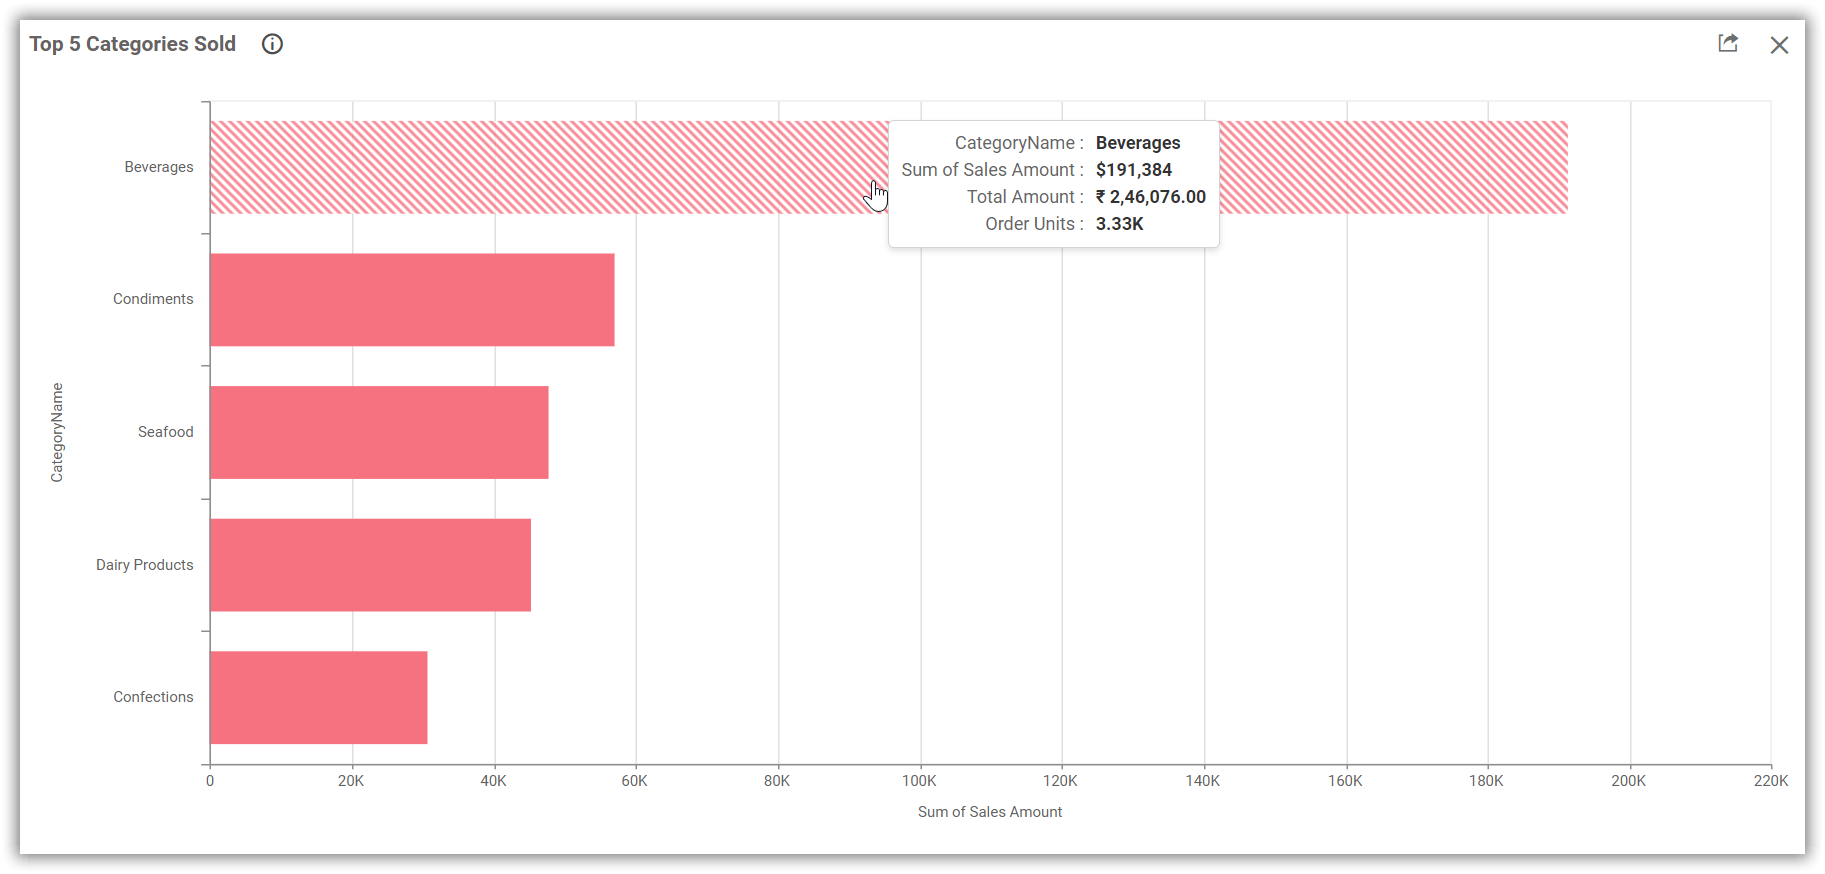 Top 5 Categories Sold
Beverages
CategoryName : Beverages
Sum of Sales Amount : $191,384
Total Amount : ₹ 2,46,076.00
Order Units : 3.33K
Condiments
Seafood
Dairy Products
Confections
CategoryName
0 20K 40K 60K 80K 100K 120K 140K 160K 180K 200K 220K
Sum of Sales Amount